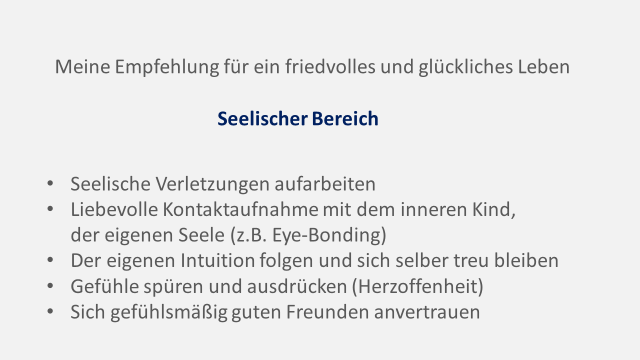 Meine Empfehlung für ein friedvolles und glückliches Leben
Seelischer Bereich
• Seelische Verletzungen aufarbeiten
• Liebevolle Kontaktaufnahme mit dem inneren Kind,
der eigenen Seele (z.B. Eye-Bonding)
• Der eigenen Intuition folgen und sich selber treu bleiben
• Gefühle spüren und ausdrücken (Herzoffenheit)
• Sich gefühlsmäßig guten Freunden anvertrauen